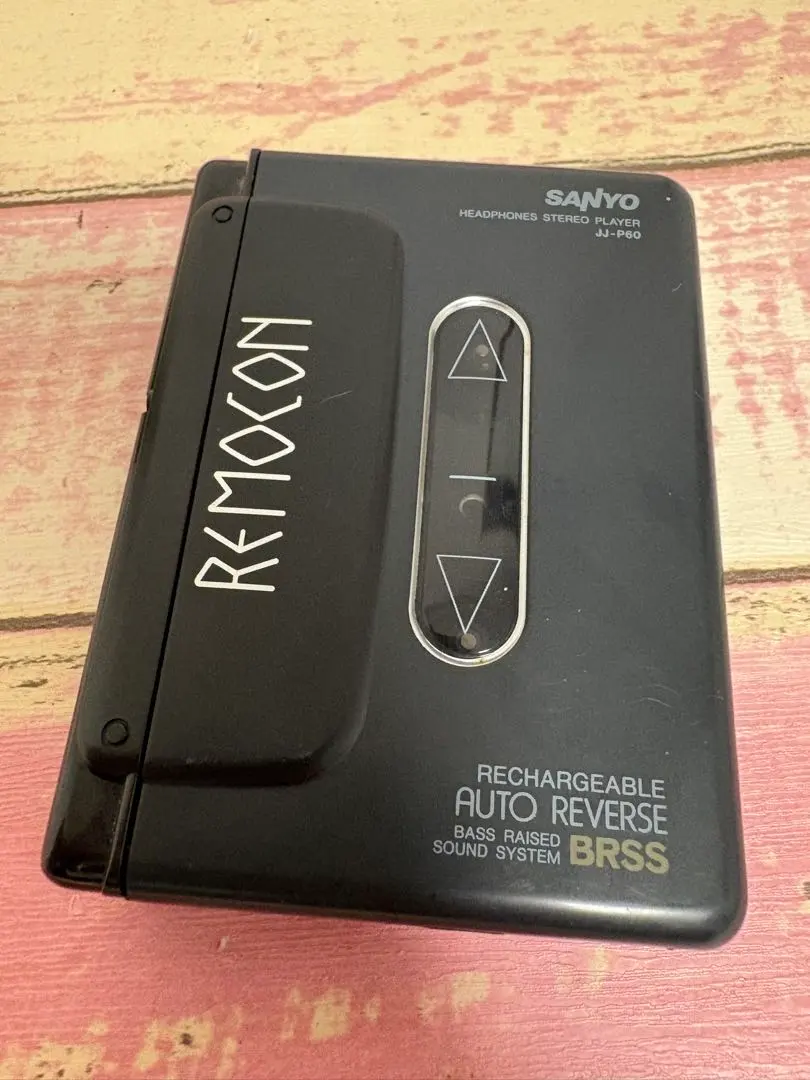 SANYO
HEADPHONES STEREO PLAYER
JJ-P60
REMOCON
RECHARGEABLE
AUTO REVERSE
BASS RAISED
SOUND SYSTEM BRSS